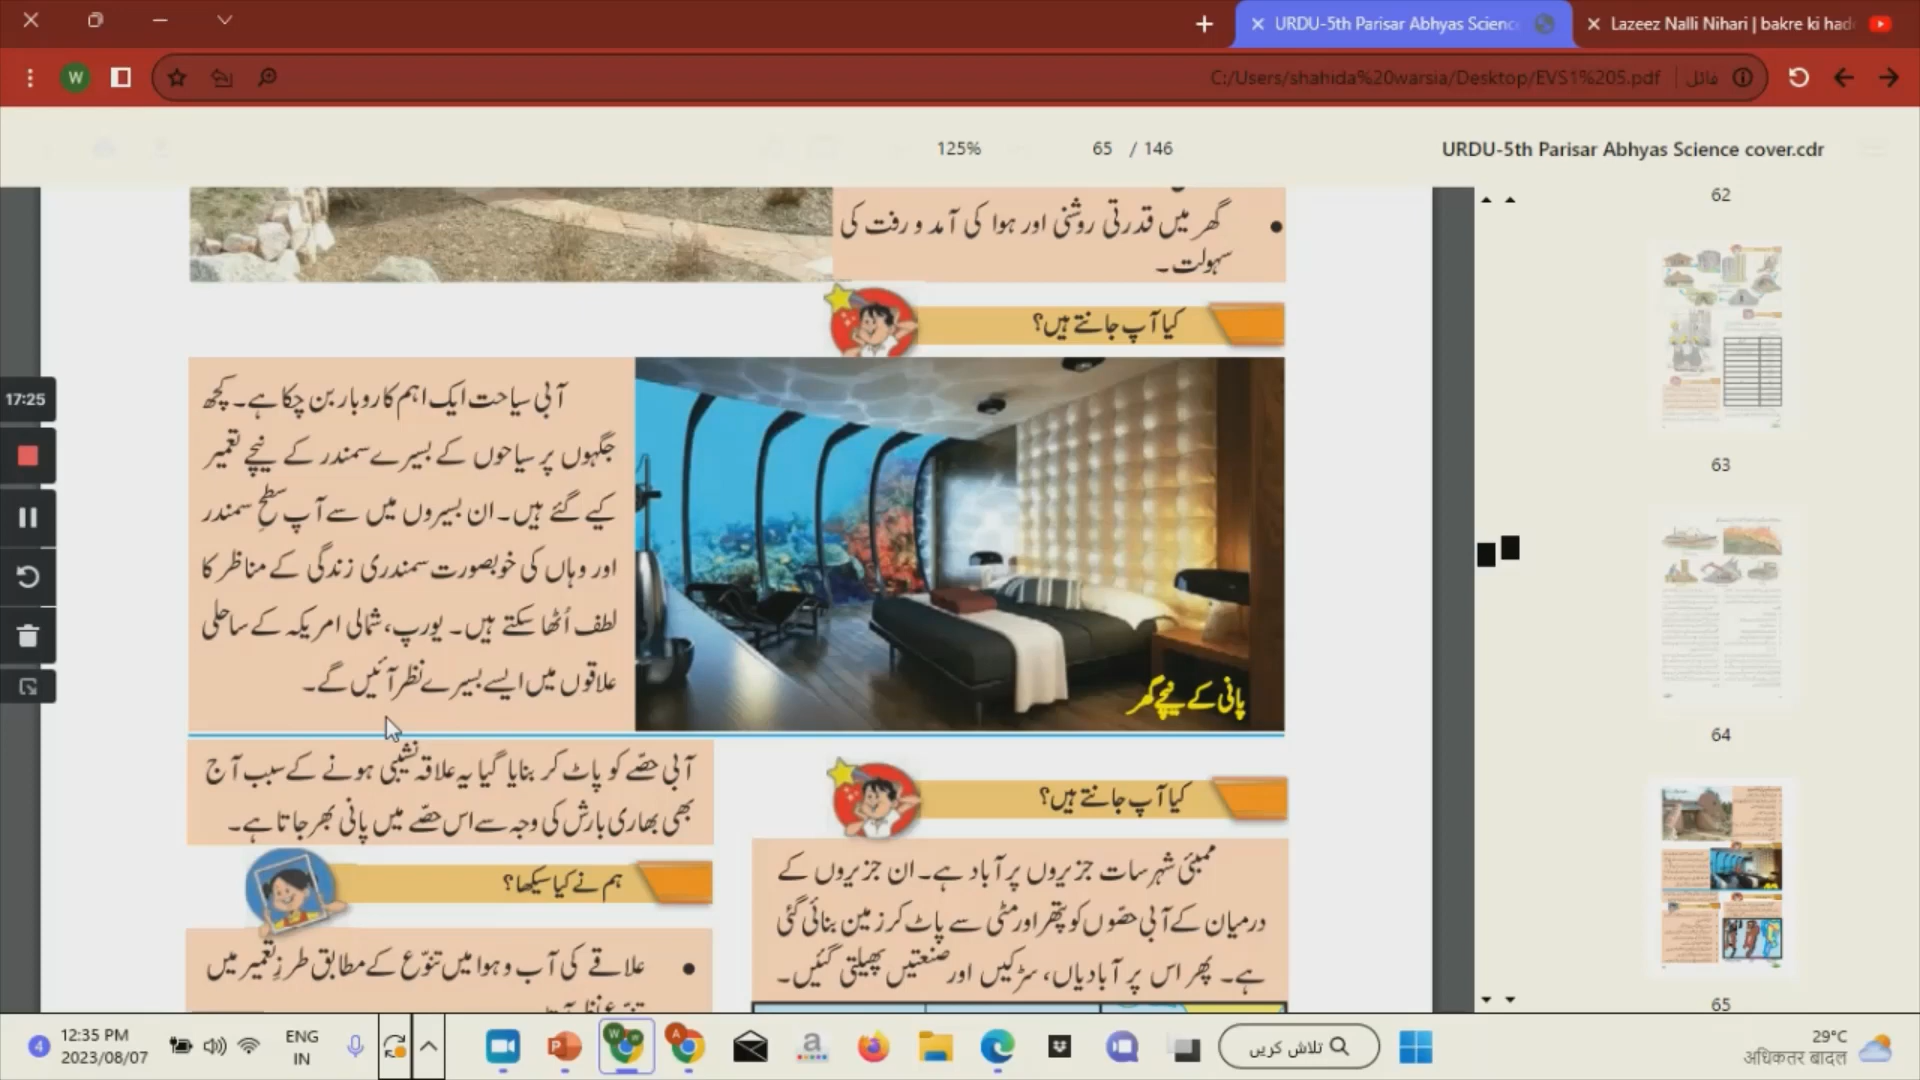 URDU-5th Parisar Abhyas Scienc
Lazeez Nalli Nihari | bakre ki had
W
C:/Users/shahida%20warsia/Desktop/EVS1%205.pdf
فائل
125%
65 / 146
URDU-5th Parisar Abhyas Science cover.cdr
گھر میں قدرتی روشنی اور ہوا کی آمد و رفت کی
سہولت۔
کیا آپ جانتے ہیں؟
آبی سیاحت ایک اہم کاروبار بن چکا ہے۔ کچھ
جگہوں پر سیاحوں کے بسیرے سمندر کے نیچے تعمیر
کیے گئے ہیں۔ ان بسیروں میں سے آپ سطحِ سمندر
اور وہاں کی خوبصورت سمندری زندگی کے مناظر کا
لطف اُٹھا سکتے ہیں۔ یورپ، شمالی امریکہ کے ساحلی
علاقوں میں ایسے بسیرے نظر آئیں گے۔
پانی کے نیچے گھر
کیا آپ جانتے ہیں؟
ممبئی شہر سات جزیروں پر آباد ہے۔ ان جزیروں کے
درمیان کے آبی حصّوں کو پتھر اور مٹی سے پاٹ کر زمین بنائی گئی
ہے۔ پھر اس پر آبادیاں، سڑکیں اور صنعتیں پھیلتی گئیں۔
آبی حصّے کو پاٹ کر بنایا گیا یہ علاقہ نشیبی ہونے کے سبب آج
بھی بھاری بارش کی وجہ سے اس حصّے میں پانی بھر جاتا ہے۔
ہم نے کیا سیکھا؟
علاقے کی آب و ہوا میں تنوّع کے مطابق طرزِ تعمیر میں
62
63
64
65
17:25
4
12:35 PM
2023/08/07
ENG
IN
تلاش کریں
29°C
अधिकतर बादल